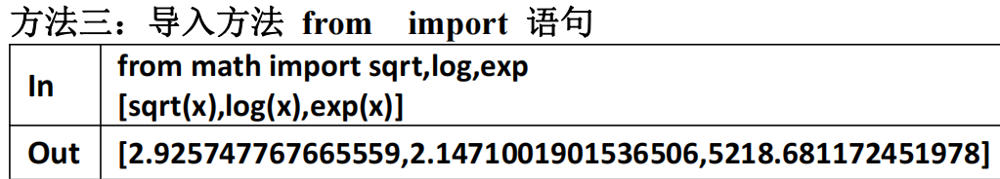 方法三：导入方法 from import 语句
In
from math import sqrt,log,exp
[sqrt(x),log(x),exp(x)]
Out [2.925747767665559,2.1471001901536506,5218.681172451978]